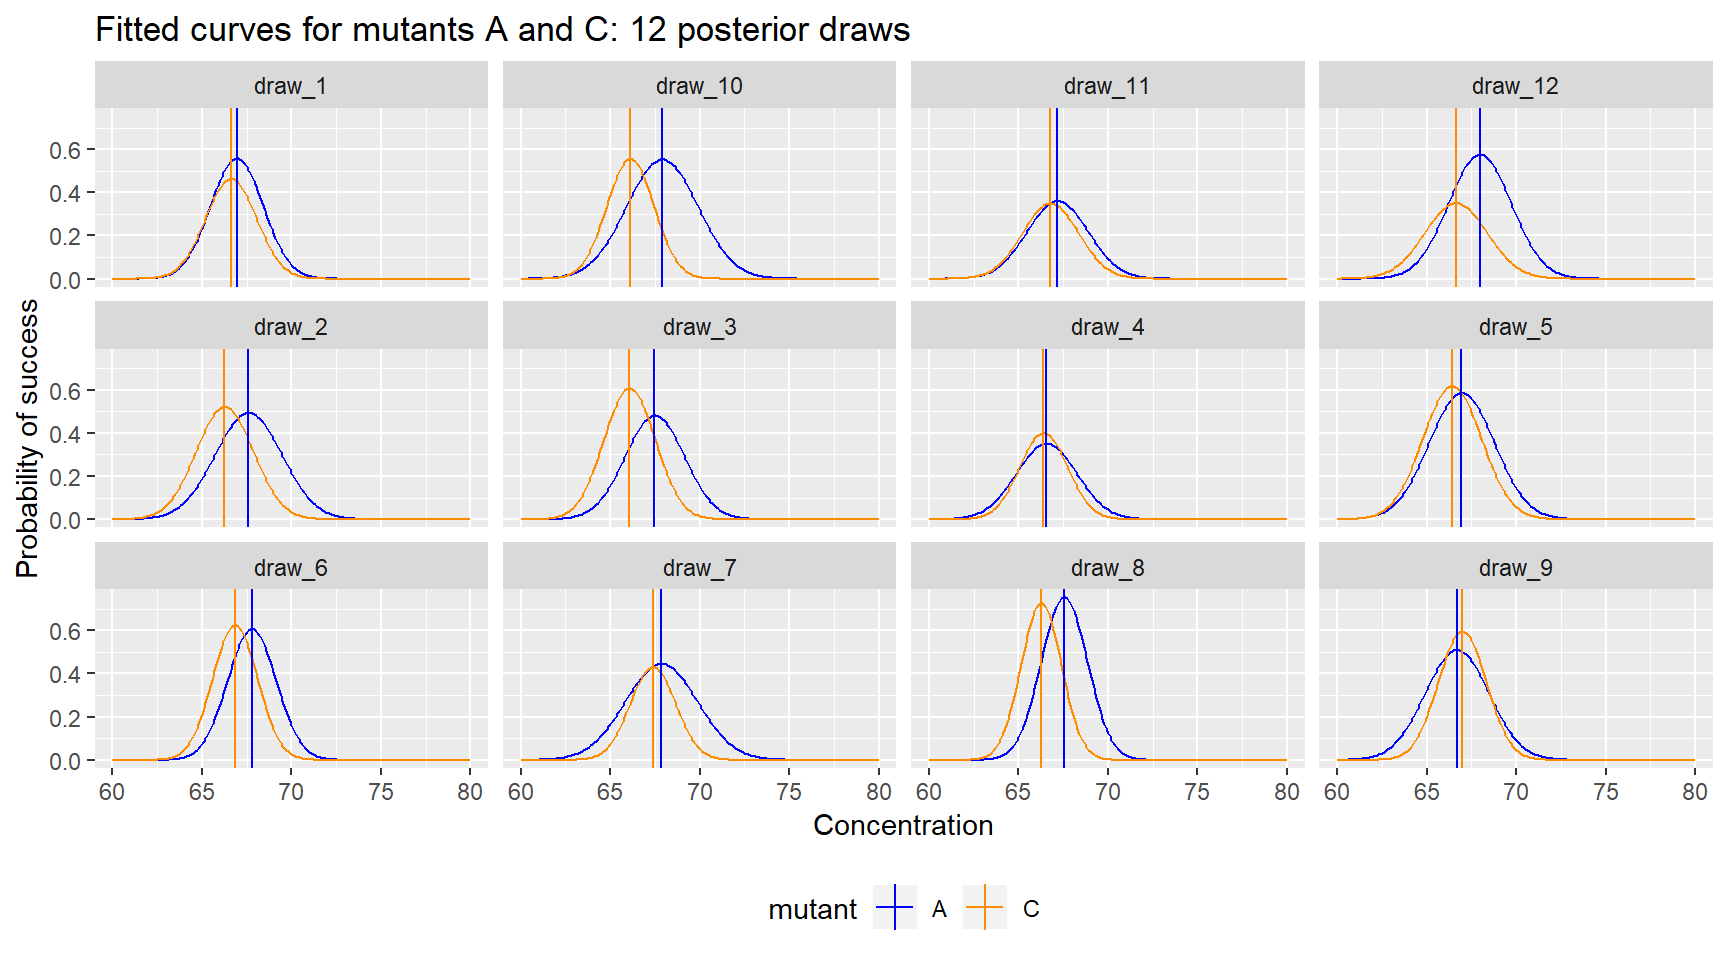 Fitted curves for mutants A and C: 12 posterior draws
draw_1
draw_10
draw_11
draw_12
0.6
0.4
0.2
0.0
draw_2
draw_3
draw_4
draw_5
0.6
0.4
0.2
0.0
draw_6
draw_7
draw_8
draw_9
0.6
0.4
0.2
0.0
60 65 70 75 80
60 65 70 75 80
60 65 70 75 80
60 65 70 75 80
Probability of success
Concentration
mutant A C